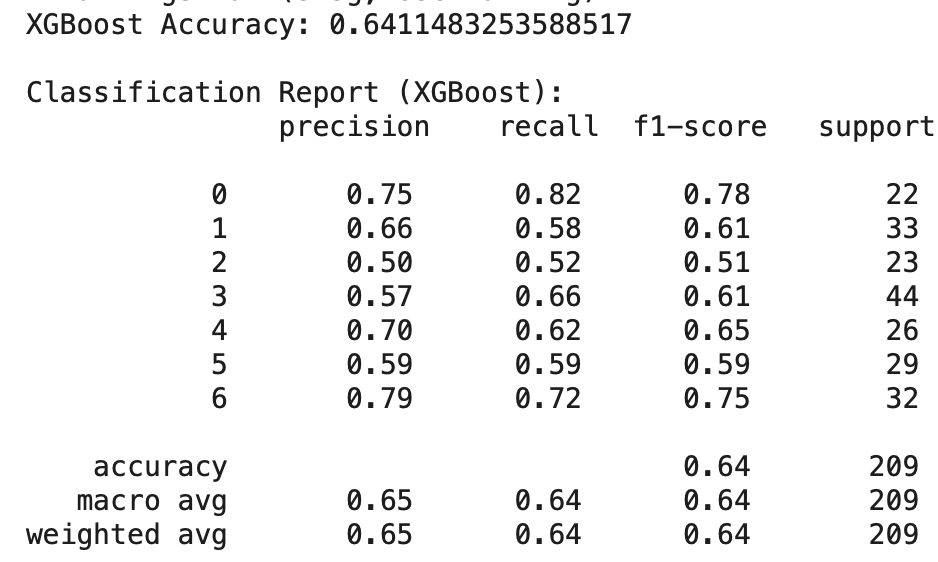 XGBoost Accuracy: 0.6411483253588517
Classification Report (XGBoost):
precision recall f1-score support
0 0.75 0.82 0.78 22
1 0.66 0.58 0.61 33
2 0.50 0.52 0.51 23
3 0.57 0.66 0.61 44
4 0.70 0.62 0.65 26
5 0.59 0.59 0.59 29
6 0.79 0.72 0.75 32
accuracy 0.64 209
macro avg 0.65 0.64 0.64 209
weighted avg 0.65 0.64 0.64 209